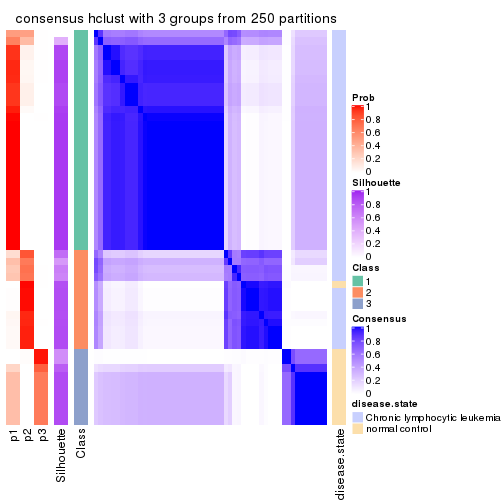 consensus hclust with 3 groups from 250 partitions
Prob
1
0.8
0.6
0.4
0.2
0
Silhouette
1
0.8
0.6
0.4
0.2
0
Class
1
2
3
Consensus
1
0.8
0.6
0.4
0.2
0
disease.state
Chronic lymphocytic leukemia
normal control
p1
p2
p3
Silhouette
Class
disease.state